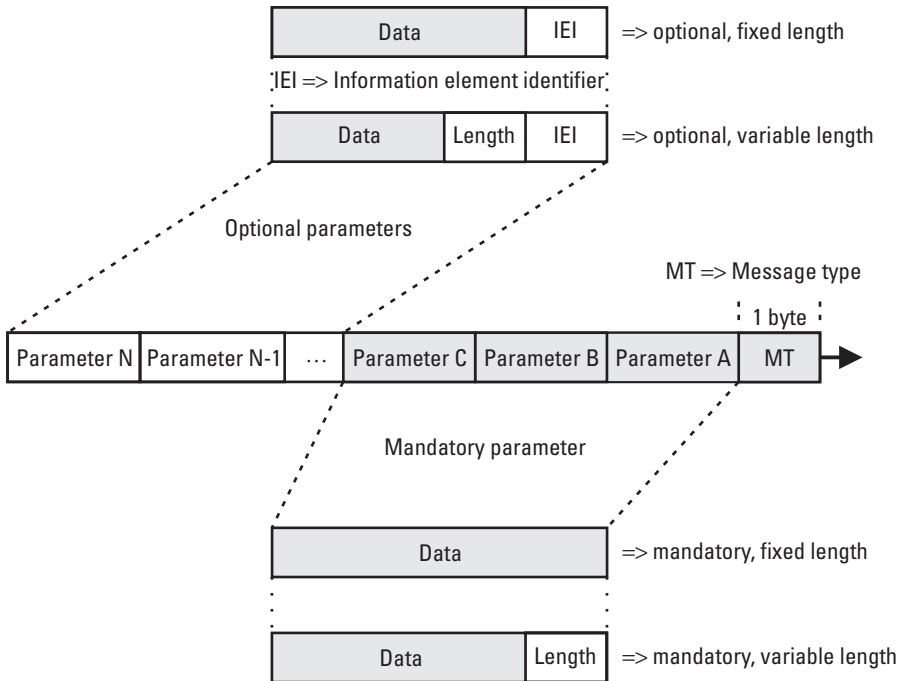 Data IEI => optional, fixed length
IEI => Information element identifier
Data Length IEI => optional, variable length
Optional parameters
MT => Message type
1 byte
Parameter N Parameter N-1 ... Parameter C Parameter B Parameter A MT
Mandatory parameter
Data => mandatory, fixed length
Data Length => mandatory, variable length